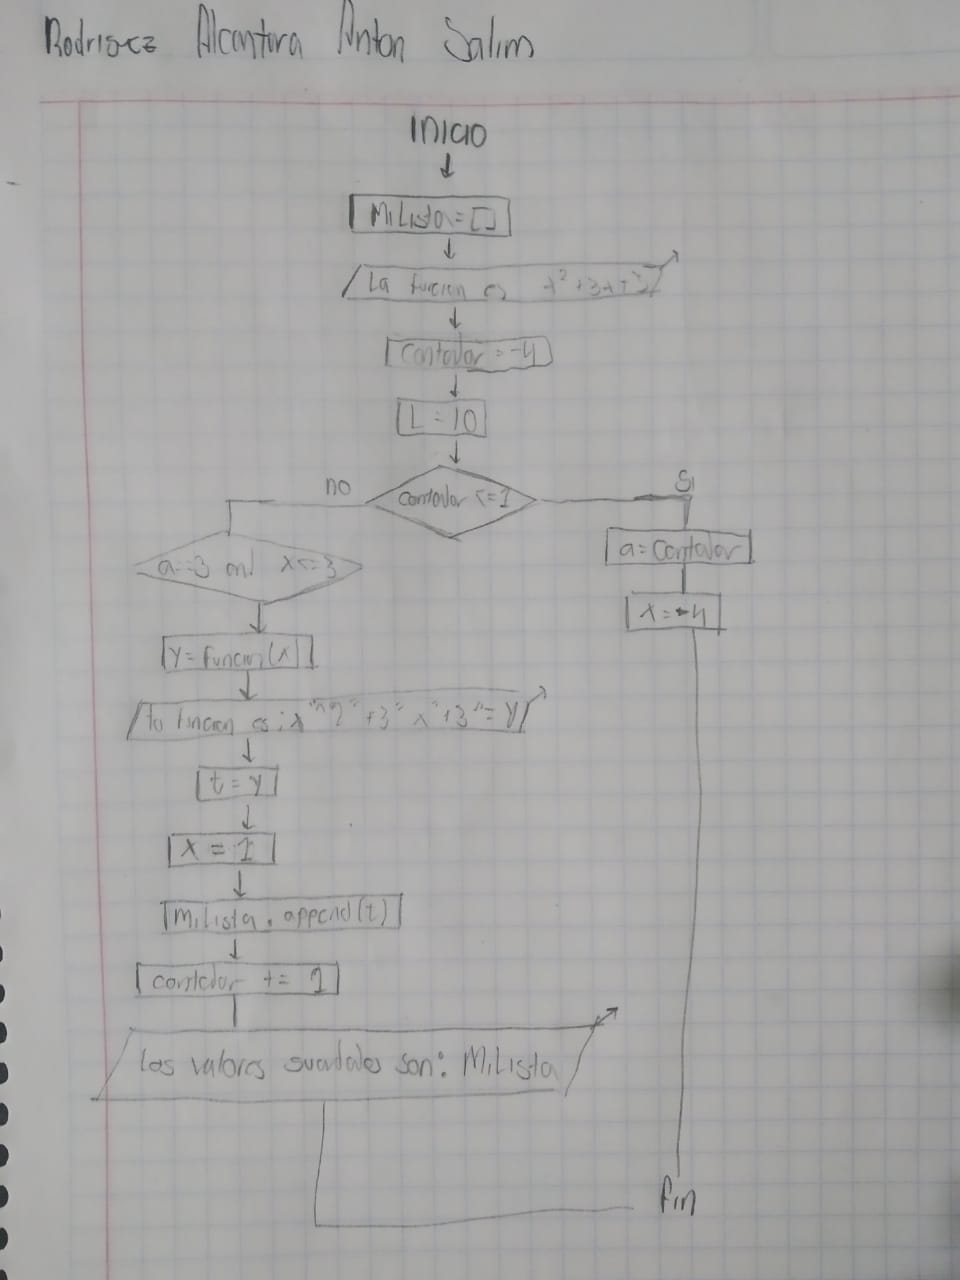 Rodriguez Alcantara Anton Salim
INICIO
MiLista=[]
La funcion es x²+3x+3
Contador = -4
L = 10
Contador <=1
no
Si
a=Contador
X = -4
a=-3 and x<=3
Y=funcion(x)
tu funcion es: x "^2" +3" x"+3"= Y
t = y
X = 1
MiLista.append(t)
contador += 1
Los valores guardados son: MiLista
Fin